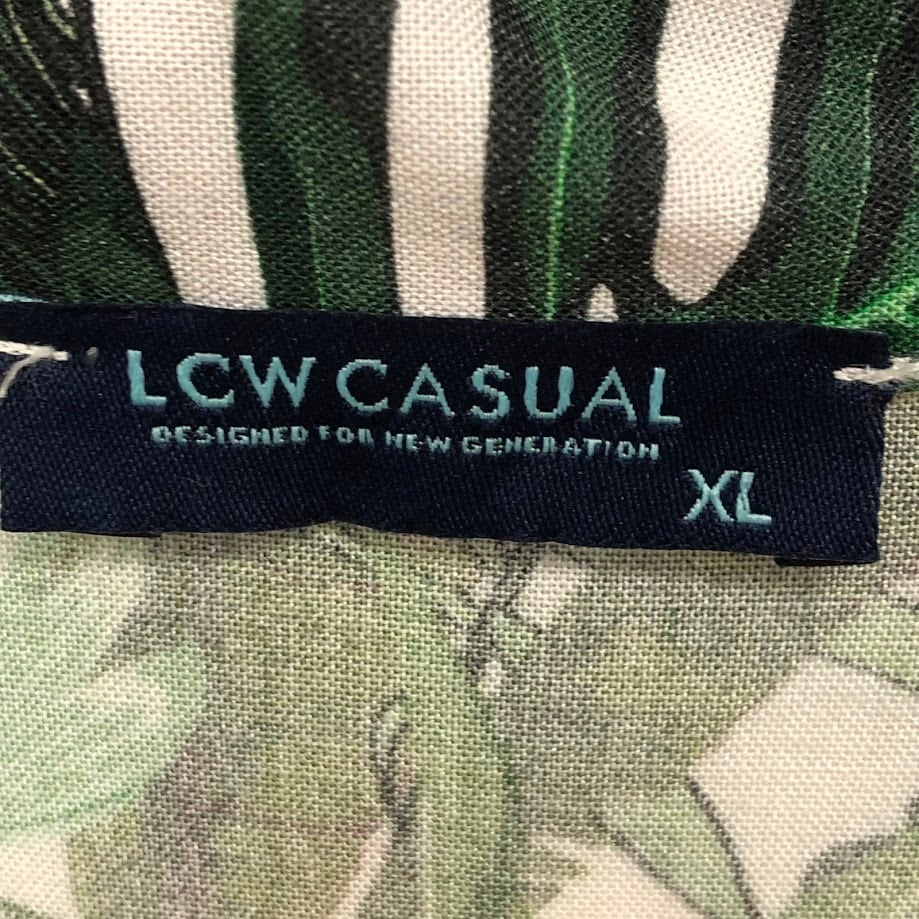 LCW CASUAL
DESIGNED FOR NEW GENERATION
XL